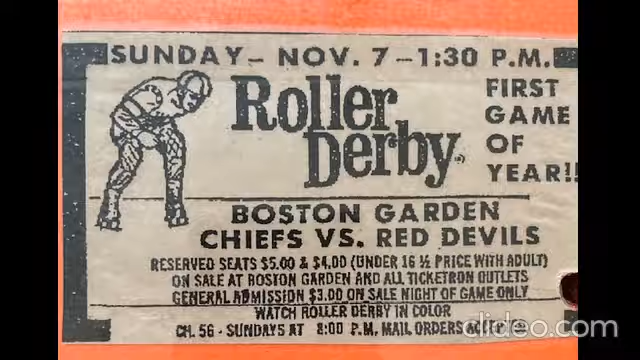 SUNDAY - NOV. 7 - 1:30 P.M.
Roller
Derby
FIRST
GAME
OF
YEAR!!
BOSTON GARDEN
CHIEFS VS. RED DEVILS
RESERVED SEATS $5.00 & $4.00 (UNDER 16 ½ PRICE WITH ADULT)
ON SALE AT BOSTON GARDEN AND ALL TICKETRON OUTLETS
GENERAL ADMISSION $3.00 ON SALE NIGHT OF GAME ONLY
WATCH ROLLER DERBY IN COLOR
CH. 56 - SUNDAYS AT 8:00 P.M. MAIL ORDERS
clideo.com